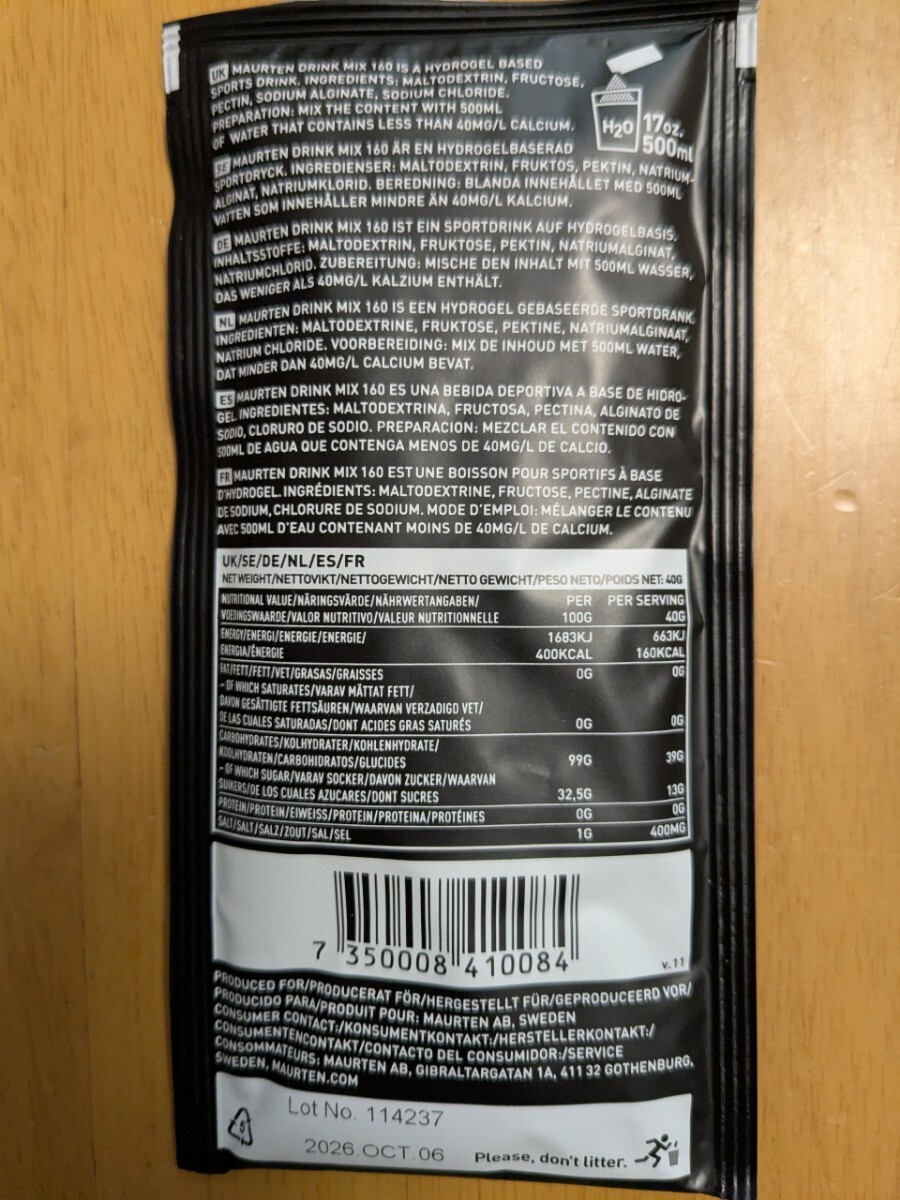 UK MAURTEN DRINK MIX 160 IS A HYDROGEL BASED
SPORTS DRINK. INGREDIENTS: MALTODEXTRIN, FRUCTOSE,
PECTIN, SODIUM ALGINATE, SODIUM CHLORIDE.
PREPARATION: MIX THE CONTENT WITH 500ML
OF WATER THAT CONTAINS LESS THAN 40MG/L CALCIUM.
H2O 17oz.
500ml
SE MAURTEN DRINK MIX 160 ÄR EN HYDROGELBASERAD
SPORTDRYCK. INGREDIENSER: MALTODEXTRIN, FRUKTOS, PEKTIN, NATRIUM-
ALGINAT, NATRIUMKLORID. BEREDNING: BLANDA INNEHÅLLET MED 500ML
VATTEN SOM INNEHÅLLER MINDRE ÄN 40MG/L KALCIUM.
DE MAURTEN DRINK MIX 160 IST EIN SPORTDRINK AUF HYDROGELBASIS.
INHALTSSTOFFE: MALTODEXTRIN, FRUKTOSE, PEKTIN, NATRIUMALGINAT,
NATRIUMCHLORID. ZUBEREITUNG: MISCHE DEN INHALT MIT 500ML WASSER,
DAS WENIGER ALS 40MG/L KALZIUM ENTHÄLT.
NL MAURTEN DRINK MIX 160 IS EEN HYDROGEL GEBASEERDE SPORTDRANK.
INGREDIENTEN: MALTODEXTRINE, FRUKTOSE, PEKTINE, NATRIUMALGINAAT,
NATRIUM CHLORIDE. VOORBEREIDING: MIX DE INHOUD MET 500ML WATER,
DAT MINDER DAN 40MG/L CALCIUM BEVAT.
ES MAURTEN DRINK MIX 160 ES UNA BEBIDA DEPORTIVA A BASE DE HIDRO-
GEL. INGREDIENTES: MALTODEXTRINA, FRUCTOSA, PECTINA, ALGINATO DE
SODIO, CLORURO DE SODIO. PREPARACION: MEZCLAR EL CONTENIDO CON
500ML DE AGUA QUE CONTENGA MENOS DE 40MG/L DE CALCIO.
FR MAURTEN DRINK MIX 160 EST UNE BOISSON POUR SPORTIFS À BASE
D'HYDROGEL. INGRÉDIENTS: MALTODEXTRINE, FRUCTOSE, PECTINE, ALGINATE
DE SODIUM, CHLORURE DE SODIUM. MODE D'EMPLOI: MÉLANGER LE CONTENU
AVEC 500ML D'EAU CONTENANT MOINS DE 40MG/L DE CALCIUM.
UK/SE/DE/NL/ES/FR
NET WEIGHT/NETTOVIKT/NETTOGEWICHT/NETTO GEWICHT/PESO NETO/POIDS NET: 40G
NUTRITIONAL VALUE/NÄRINGSVÄRDE/NÄHRWERTANGABEN/ PER PER SERVING
VOEDINGSWAARDE/VALOR NUTRITIVO/VALEUR NUTRITIONNELLE 100G 40G
ENERGY/ENERGI/ENERGIE/ENERGIE/ 1683KJ 663KJ
ENERGIA/ÉNERGIE 400KCAL 160KCAL
FAT/FETT/FETT/VET/GRASAS/GRAISSES 0G 0G
- OF WHICH SATURATES/VARAV MÄTTAT FETT/
DAVON GESÄTTIGTE FETTSÄUREN/WAARVAN VERZADIGD VET/
DE LAS CUALES SATURADAS/DONT ACIDES GRAS SATURÉS 0G 0G
CARBOHYDRATES/KOLHYDRATER/KOHLENHYDRATE/
KOOLHYDRATEN/CARBOHIDRATOS/GLUCIDES 99G 39G
- OF WHICH SUGAR/VARAV SOCKER/DAVON ZUCKER/WAARVAN
SUIKERS/DE LOS CUALES AZUCARES/DONT SUCRES 32,5G 13G
PROTEIN/PROTEIN/EIWEISS/PROTEIN/PROTEINA/PROTÉINES 0G 0G
SALT/SALT/SALZ/ZOUT/SAL/SEL 1G 400MG
7 350008 410084
v.11
PRODUCED FOR/PRODUCERAT FÖR/HERGESTELLT FÜR/GEPRODUCEERD VOR/
PRODUCIDO PARA/PRODUIT POUR: MAURTEN AB, SWEDEN
CONSUMER CONTACT:/KONSUMENTKONTAKT:/HERSTELLERKONTAKT:/
CONSUMENTENCONTAKT/CONTACTO DEL CONSUMIDOR:/SERVICE
CONSOMMATEURS: MAURTEN AB, GIBRALTARGATAN 1A, 411 32 GOTHENBURG,
SWEDEN, MAURTEN.COM
Lot No. 114237
2026.OCT.06
Please, don't litter.